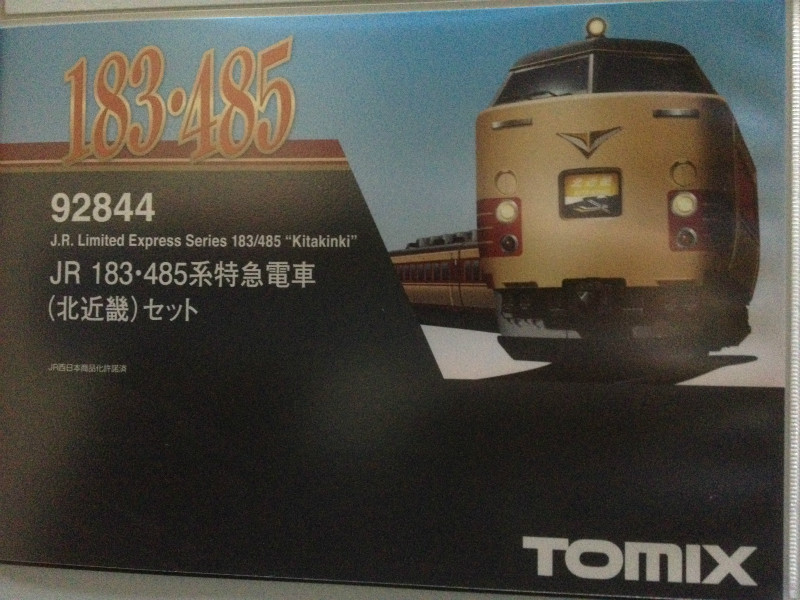 183・485
92844
J.R. Limited Express Series 183/485 “Kitakinki”
JR 183・485系特急電車
(北近畿)セット
JR西日本商品化許諾済
TOMIX